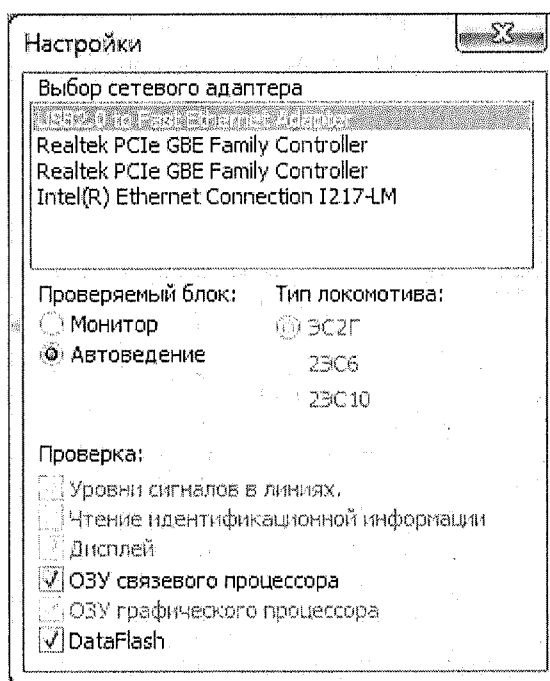 Настройки
Выбор сетевого адаптера
USB2.0 to Fast Ethernet Adapter
Realtek PCIe GBE Family Controller
Realtek PCIe GBE Family Controller
Intel(R) Ethernet Connection I217-LM
Проверяемый блок: Тип локомотива:
Монитор ЭС2Г
Автоведение 2ЭС6
2ЭС10
Проверка:
Уровни сигналов в линиях.
Чтение идентификационной информации
Дисплей
ОЗУ связевого процессора
ОЗУ графического процессора
DataFlash